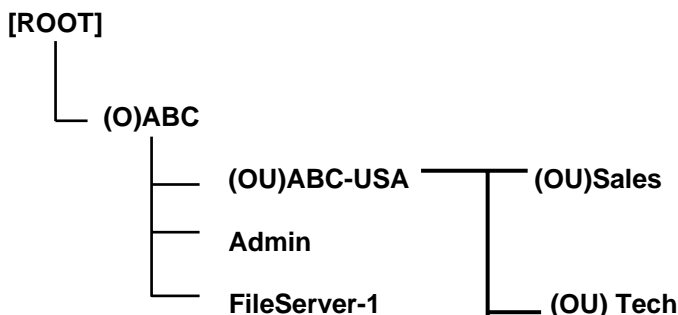 [ROOT]
(O)ABC
(OU)ABC-USA (OU)Sales
Admin
FileServer-1 (OU) Tech